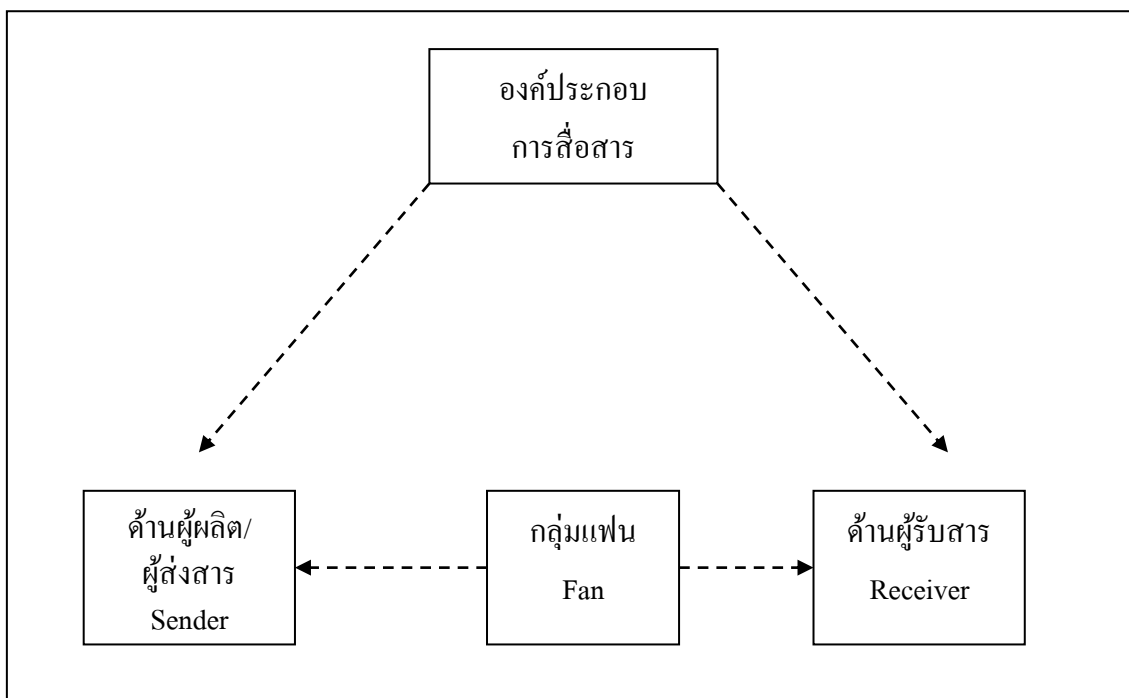 องค์ประกอบ
การสื่อสาร
ด้านผู้ผลิต/
ผู้ส่งสาร
Sender
กลุ่มแฟน
Fan
ด้านผู้รับสาร
Receiver